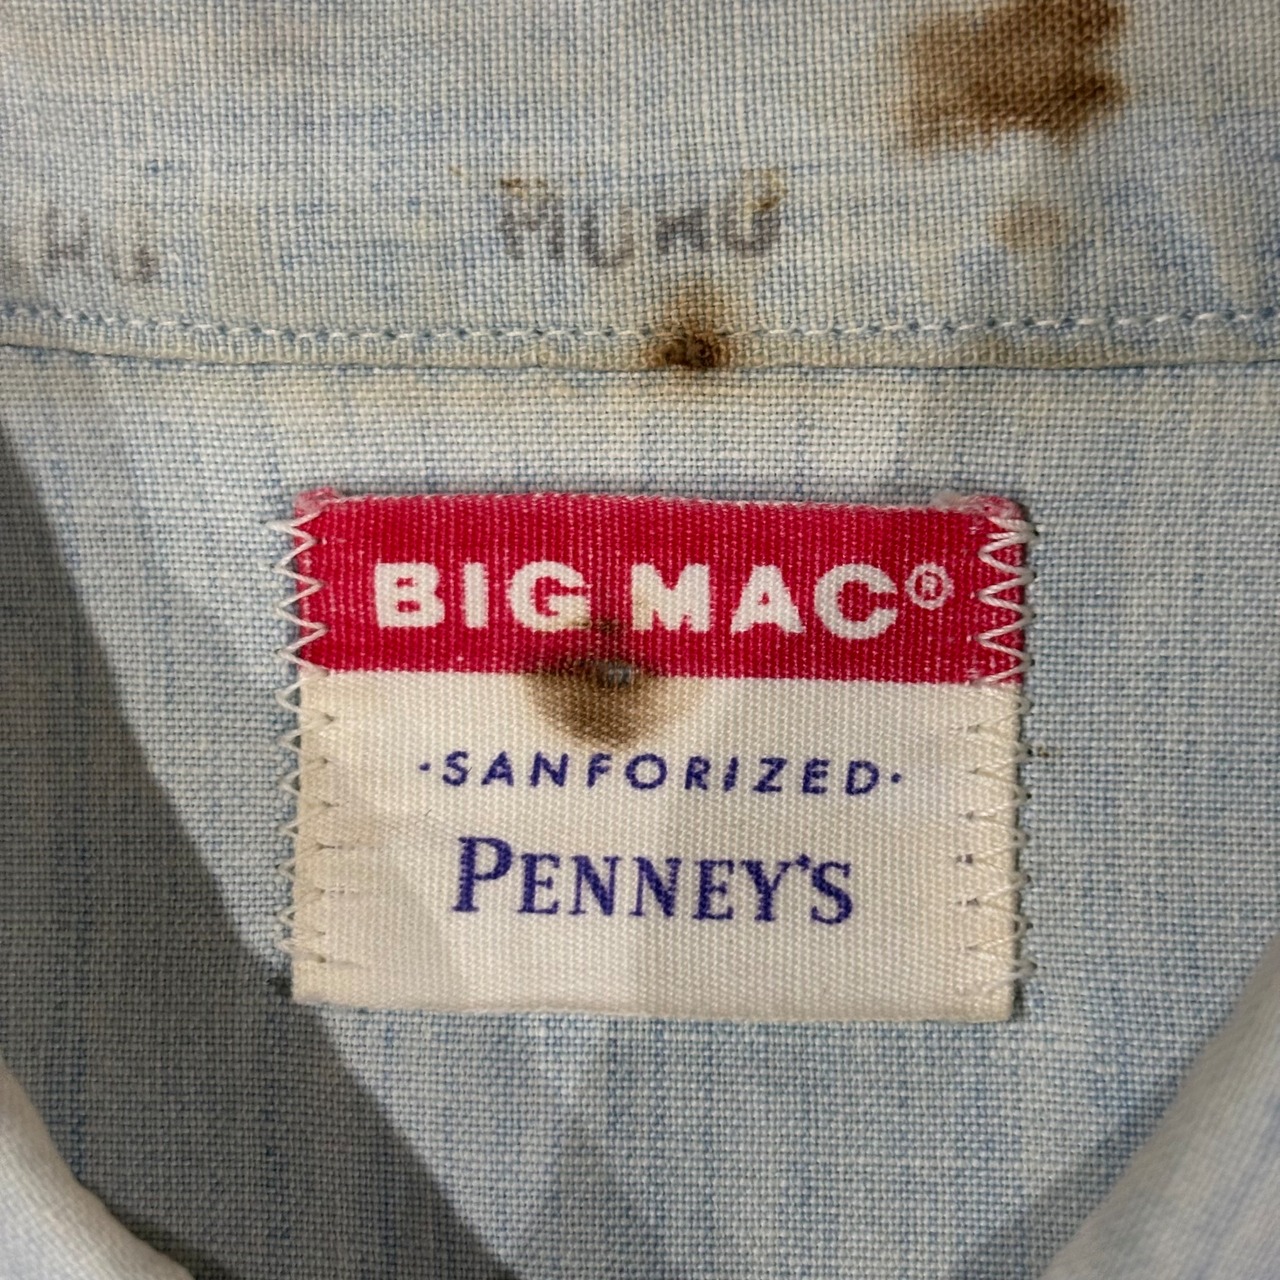 BIG MAC®
·SANFORIZED·
PENNEY'S